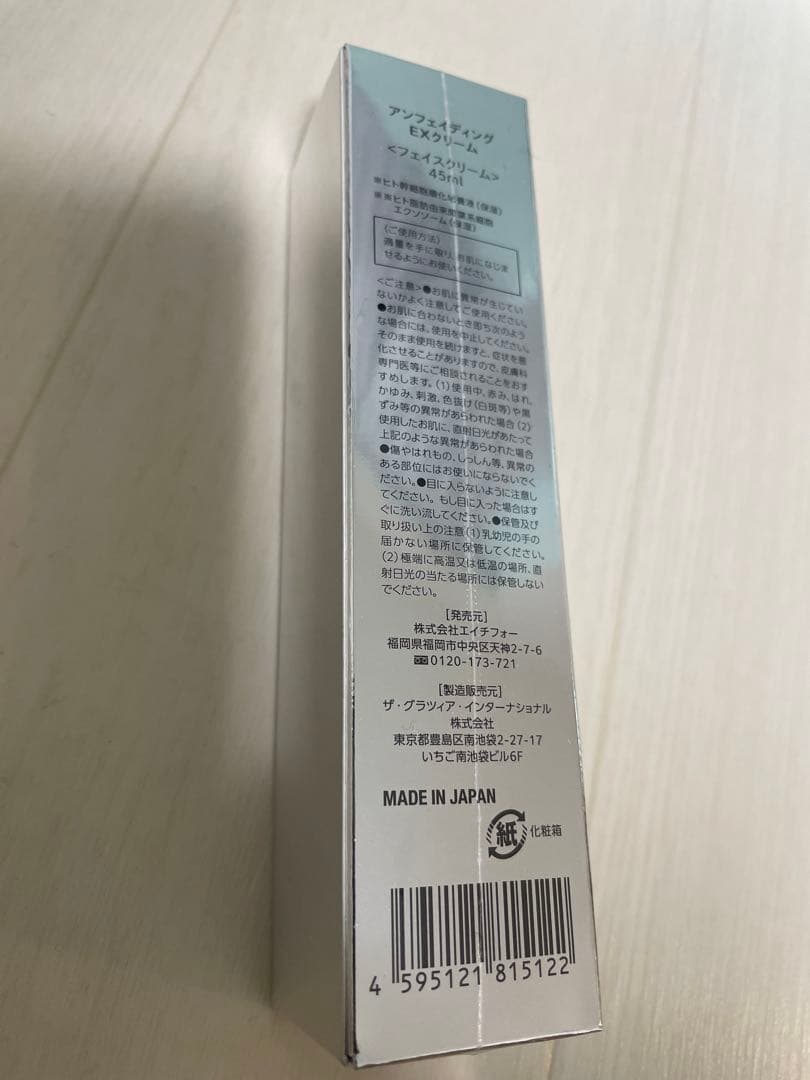 アンフェイディング
EXクリーム
<フェイスクリーム>
45ml
※ヒト幹細胞順化培養液(保湿)
※※ヒト脂肪由来間葉系細胞
エクソソーム(保湿)
〈ご使用方法〉
適量を手に取り、お肌になじま
せるようにお使いください。
<ご注意>●お肌に異常が生じてい
ないかよく注意してご使用ください。
●お肌に合わないとき即ち次のよう
な場合には、使用を中止してください。
そのまま使用を続けますと、症状を悪
化させることがありますので、皮膚科
専門医等にご相談されることをおす
すめします。(1)使用中、赤み、はれ、
かゆみ、刺激、色抜け(白斑等)や黒
ずみ等の異常があらわれた場合(2)
使用したお肌に、直射日光があたって
上記のような異常があらわれた場合
●傷やはれもの、しっしん等、異常の
ある部位にはお使いにならないでく
ださい。●目に入らないように注意し
てください。もし目に入った場合はす
ぐに洗い流してください。●保管及び
取り扱い上の注意(1)乳幼児の手の
届かない場所に保管してください。
(2)極端に高温又は低温の場所、直
射日光の当たる場所には保管しない
でください。
[発売元]
株式会社エイチフォー
福岡県福岡市中央区天神2-7-6
0120-173-721
[製造販売元]
ザ・グラツィア・インターナショナル
株式会社
東京都豊島区南池袋2-27-17
いちご南池袋ビル6F
MADE IN JAPAN
紙 化粧箱
4 595121 815122